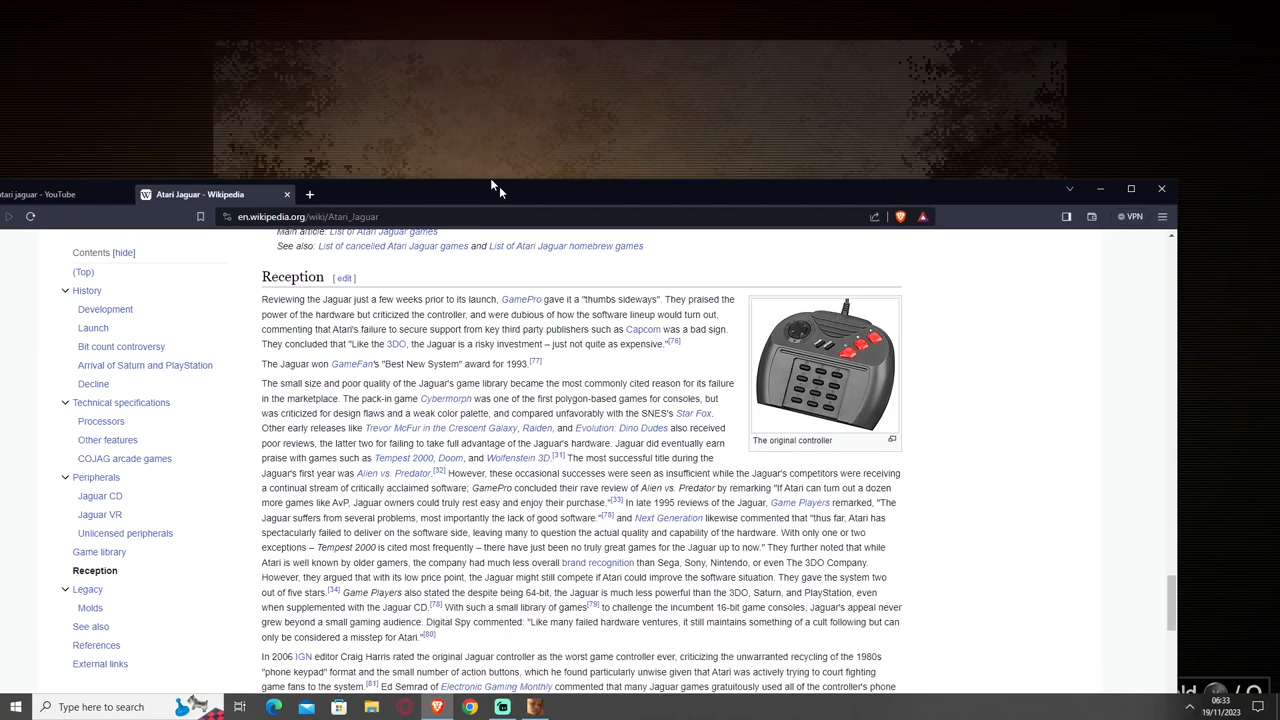 atari jaguar - YouTube
Atari Jaguar - Wikipedia
en.wikipedia.org/wiki/Atari_Jaguar
VPN
Main article: List of Atari Jaguar games
See also: List of cancelled Atari Jaguar games and List of Atari Jaguar homebrew games
Contents [hide]
(Top)
History
Development
Launch
Bit count controversy
Arrival of Saturn and PlayStation
Decline
Technical specifications
Processors
Other features
COJAG arcade games
Peripherals
Jaguar CD
Jaguar VR
Unlicensed peripherals
Game library
Reception
Legacy
Molds
See also
References
External links
Reception [ edit ]
Reviewing the Jaguar just a few weeks prior to its launch, GamePro gave it a "thumbs sideways". They praised the
power of the hardware but criticized the controller, and were dubious of how the software lineup would turn out,
commenting that Atari's failure to secure support from key third party publishers such as Capcom was a bad sign.
They concluded that "Like the 3DO, the Jaguar is a risky investment – just not quite as expensive."[76]
The Jaguar won GameFan's "Best New System" award for 1993.[77]
The small size and poor quality of the Jaguar's game library became the most commonly cited reason for its failure
in the marketplace. The pack-in game Cybermorph was one of the first polygon-based games for consoles, but
was criticized for design flaws and a weak color palette, and compared unfavorably with the SNES's Star Fox.
Other early releases like Trevor McFur in the Crescent Galaxy, Raiden, and Evolution: Dino Dudes also received
poor reviews, the latter two for failing to take full advantage of the Jaguar's hardware. Jaguar did eventually earn
praise with games such as Tempest 2000, Doom, and Wolfenstein 3D.[31] The most successful title during the
Jaguar's first year was Alien vs. Predator.[32] However, these occasional successes were seen as insufficient while the Jaguar's competitors were receiving
a continual stream of critically acclaimed software; GamePro concluded their rave review of Alien vs. Predator by remarking "If Atari can turn out a dozen
more games like AvP, Jaguar owners could truly rest easy and enjoy their purchase."[33] In late 1995 reviews of the Jaguar, Game Players remarked, "The
Jaguar suffers from several problems, most importantly the lack of good software."[78] and Next Generation likewise commented that "thus far, Atari has
spectacularly failed to deliver on the software side, leaving many to question the actual quality and capability of the hardware. With only one or two
exceptions – Tempest 2000 is cited most frequently – there have just been no truly great games for the Jaguar up to now." They further noted that while
Atari is well known by older gamers, the company had much less overall brand recognition than Sega, Sony, Nintendo, or even The 3DO Company.
However, they argued that with its low price point, the Jaguar might still compete if Atari could improve the software situation. They gave the system two
out of five stars.[34] Game Players also stated the despite being 64-bit, the Jaguar is much less powerful than the 3DO, Saturn, and PlayStation, even
when supplemented with the Jaguar CD.[78] With such a small library of games[79] to challenge the incumbent 16-bit game consoles, Jaguar's appeal never
grew beyond a small gaming audience. Digital Spy commented: "Like many failed hardware ventures, it still maintains something of a cult following but can
only be considered a misstep for Atari."[80]
In 2006 IGN editor Craig Harris rated the original Jaguar controller as the worst game controller ever, criticizing the unwarranted recycling of the 1980s
"phone keypad" format and the small number of action buttons, which he found particularly unwise given that Atari was actively trying to court fighting
game fans to the system.[81] Ed Semrad of Electronic Gaming Monthly commented that many Jaguar games gratuitously used all of the controller's phone
The original controller
Type here to search
06:33
19/11/2023